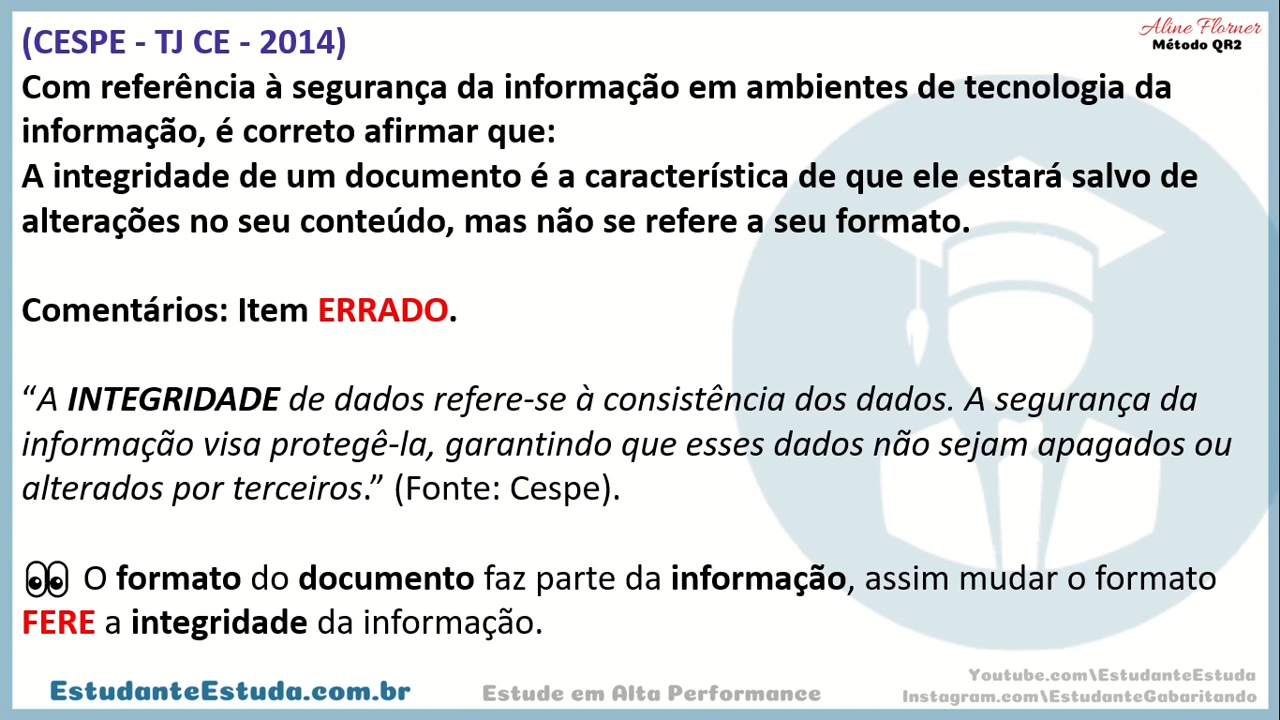 (CESPE - TJ CE - 2014)
Aline Florner
Método QR2
Com referência à segurança da informação em ambientes de tecnologia da
informação, é correto afirmar que:
A integridade de um documento é a característica de que ele estará salvo de
alterações no seu conteúdo, mas não se refere a seu formato.
Comentários: Item ERRADO.
“A INTEGRIDADE de dados refere-se à consistência dos dados. A segurança da
informação visa protegê-la, garantindo que esses dados não sejam apagados ou
alterados por terceiros.” (Fonte: Cespe).
O formato do documento faz parte da informação, assim mudar o formato
FERE a integridade da informação.
EstudanteEstuda.com.br
Estude em Alta Performance
Youtube.com\EstudanteEstuda
Instagram.com\EstudanteGabaritando